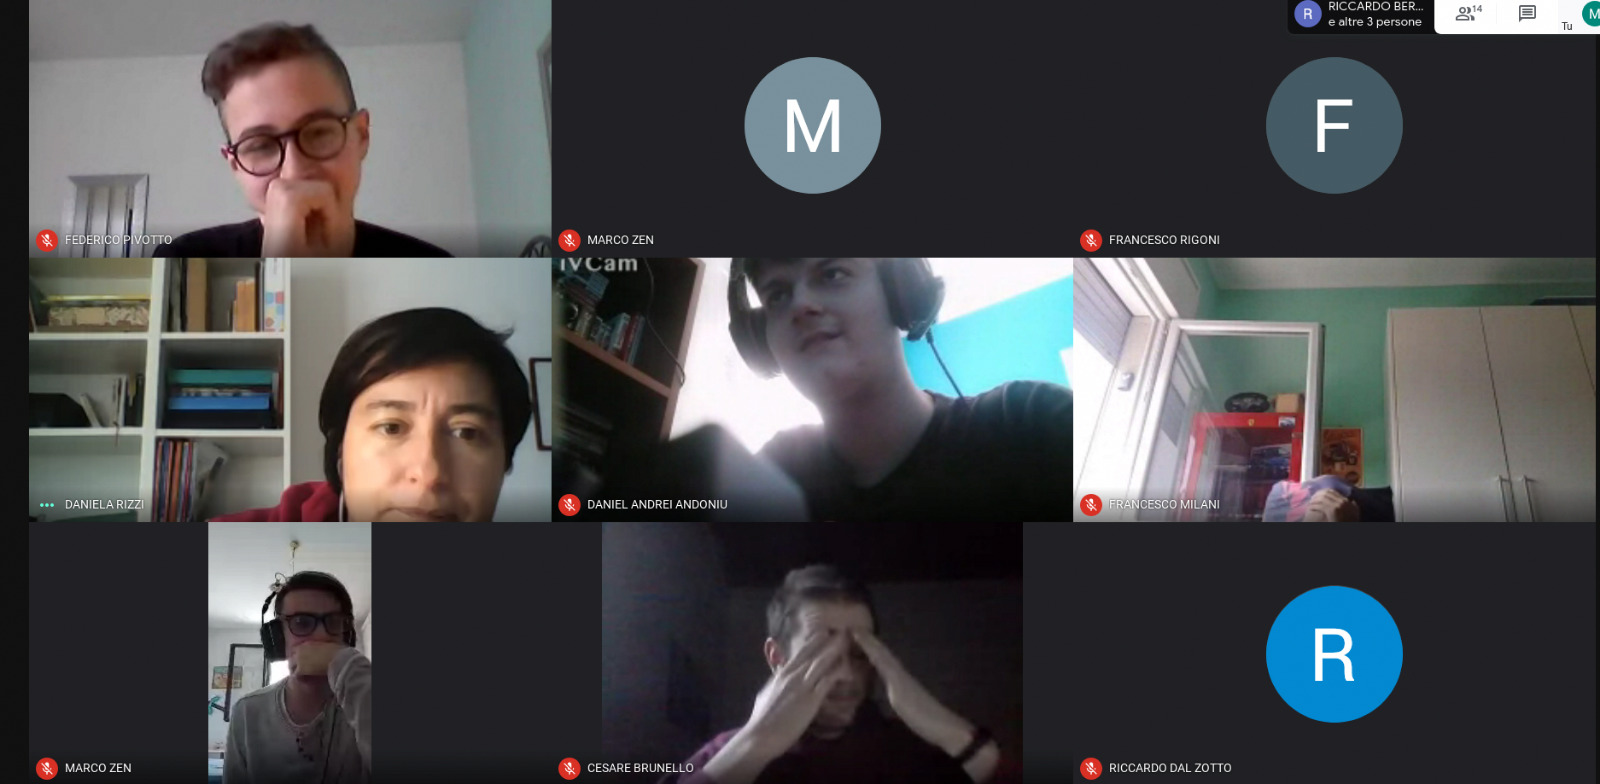 RICCARDO BER...
e altre 3 persone
R
14
Tu
M
M
F
FEDERICO PIVOTTO
MARCO ZEN
FRANCESCO RIGONI
iVCam
DANIELA RIZZI
DANIEL ANDREI ANDONIU
FRANCESCO MILANI
R
MARCO ZEN
CESARE BRUNELLO
RICCARDO DAL ZOTTO